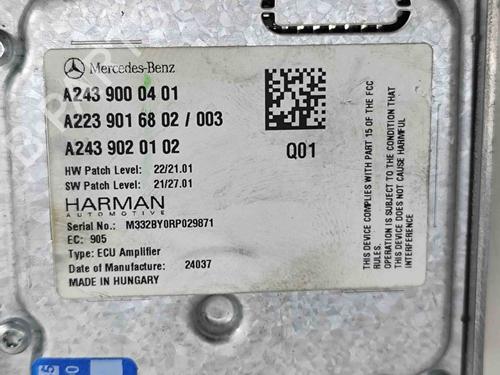 Mercedes-Benz
A243 900 04 01
A223 901 68 02 / 003
A243 902 01 02
Q01
HW Patch Level: 22/21.01
SW Patch Level: 21/27.01
HARMAN
AUTOMOTIVE
Serial No.: M332BY0RP029871
EC: 905
Type: ECU Amplifier
Date of Manufacture: 24037
MADE IN HUNGARY
THIS DEVICE COMPLIES WITH PART 15 OF THE FCC
RULES.
OPERATION IS SUBJECT TO THE CONDITION THAT
THIS DEVICE DOES NOT CAUSE HARMFUL
INTERFERENCE